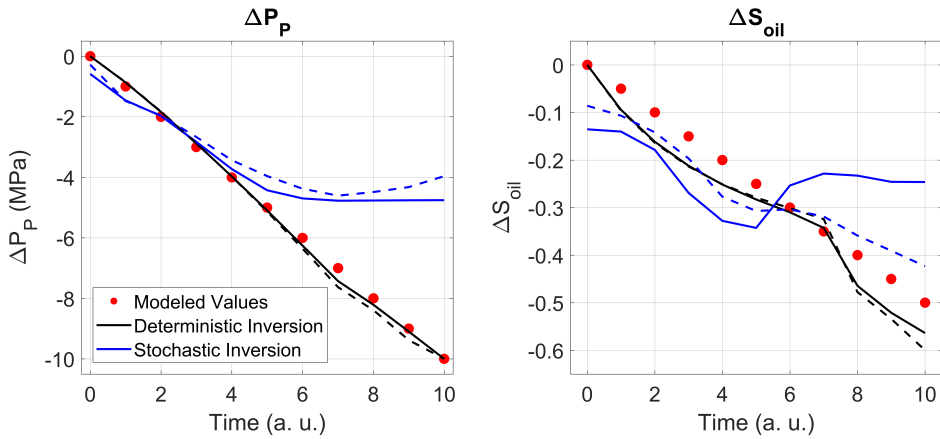 ΔP_P
0
-2
-4
-6
-8
-10
ΔP_P (MPa)
Modeled Values
Deterministic Inversion
Stochastic Inversion
0 2 4 6 8 10
Time (a. u.)
ΔS_oil
0
-0.1
-0.2
-0.3
-0.4
-0.5
-0.6
ΔS_oil
0 2 4 6 8 10
Time (a. u.)